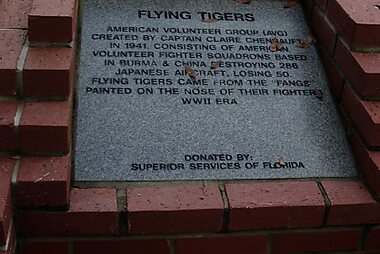 FLYING TIGERS
AMERICAN VOLUNTEER GROUP (AVG)
CREATED BY CAPTAIN CLAIRE CHENNAULT
IN 1941. CONSISTING OF AMERICAN
VOLUNTEER FIGHTER SQUADRONS BASED
IN BURMA & CHINA DESTROYING 286
JAPANESE AIRCRAFT, LOSING 50.
FLYING TIGERS CAME FROM THE "FANGS"
PAINTED ON THE NOSE OF THEIR FIGHTERS
WWII ERA
DONATED BY:
SUPERIOR SERVICES OF FLORIDA